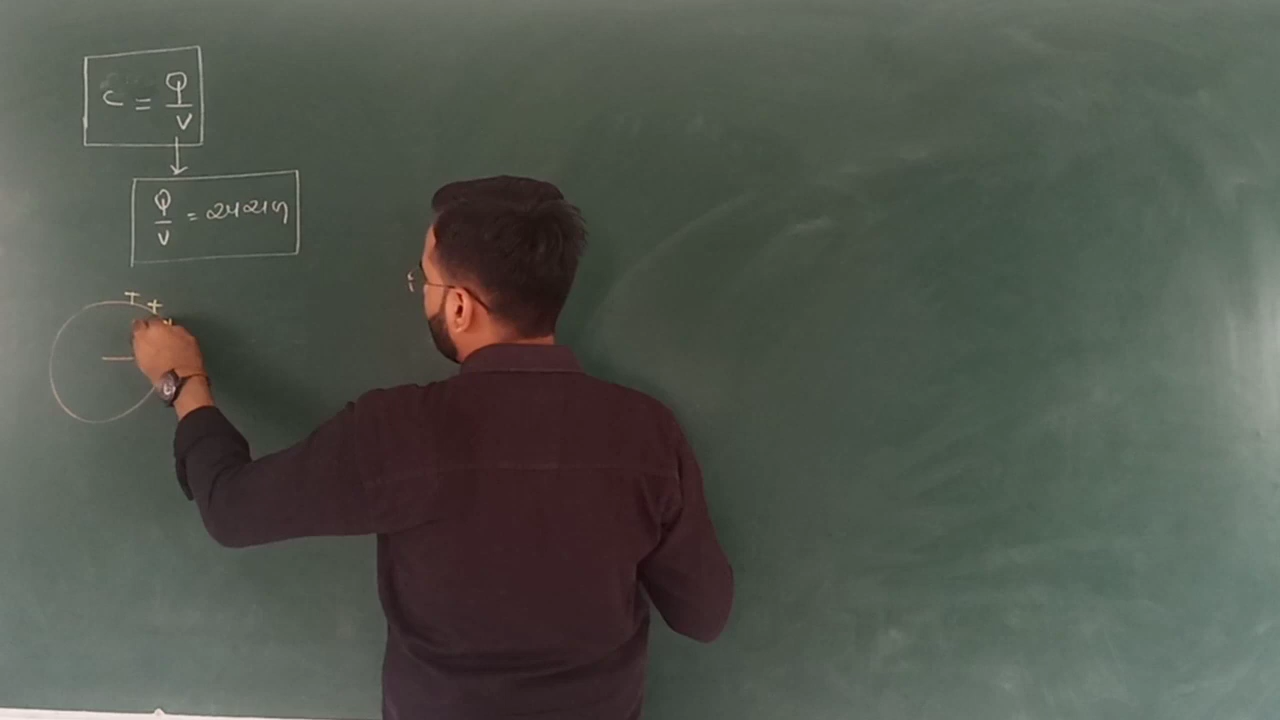 C = Q/V
Q/V = અચળ
+ +